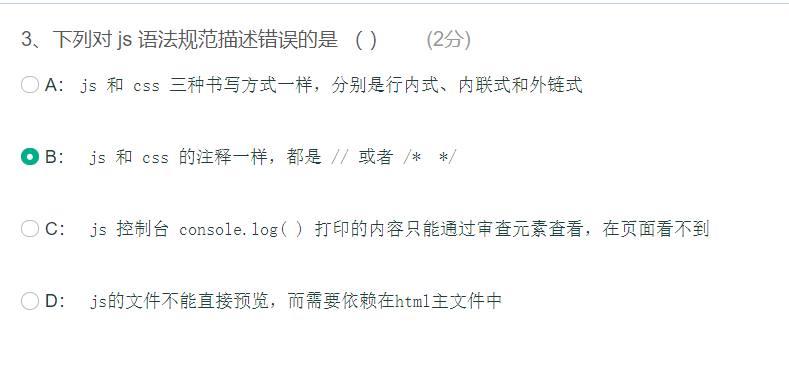 3、下列对 js 语法规范描述错误的是 ( ) (2分)
A: js 和 css 三种书写方式一样，分别是行内式、内联式和外链式
B: js 和 css 的注释一样，都是 // 或者 /* */
C: js 控制台 console.log( ) 打印的内容只能通过审查元素查看，在页面看不到
D: js的文件不能直接预览，而需要依赖在html主文件中